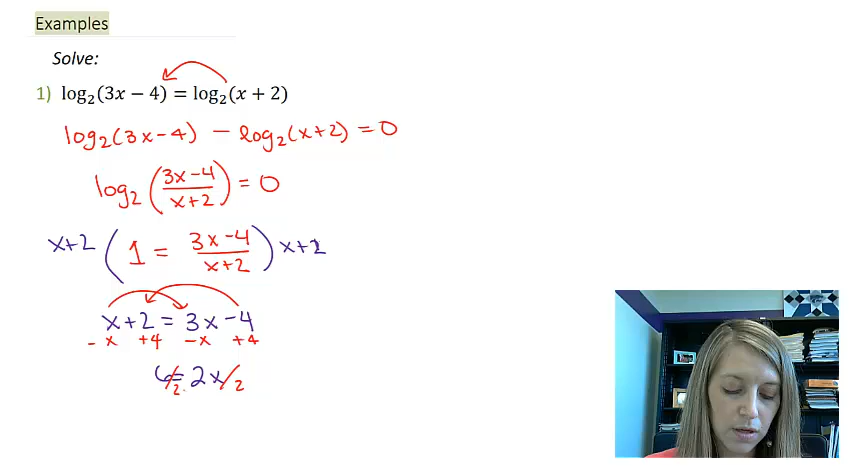 Examples
Solve:
1) log₂(3x − 4) = log₂(x + 2)
log₂(3x−4) − log₂(x+2) = 0
log₂((3x−4)/(x+2)) = 0
x+2 (1 = (3x−4)/(x+2)) x+2
x+2 = 3x−4
−x +4 −x +4
6/2 = 2x/2